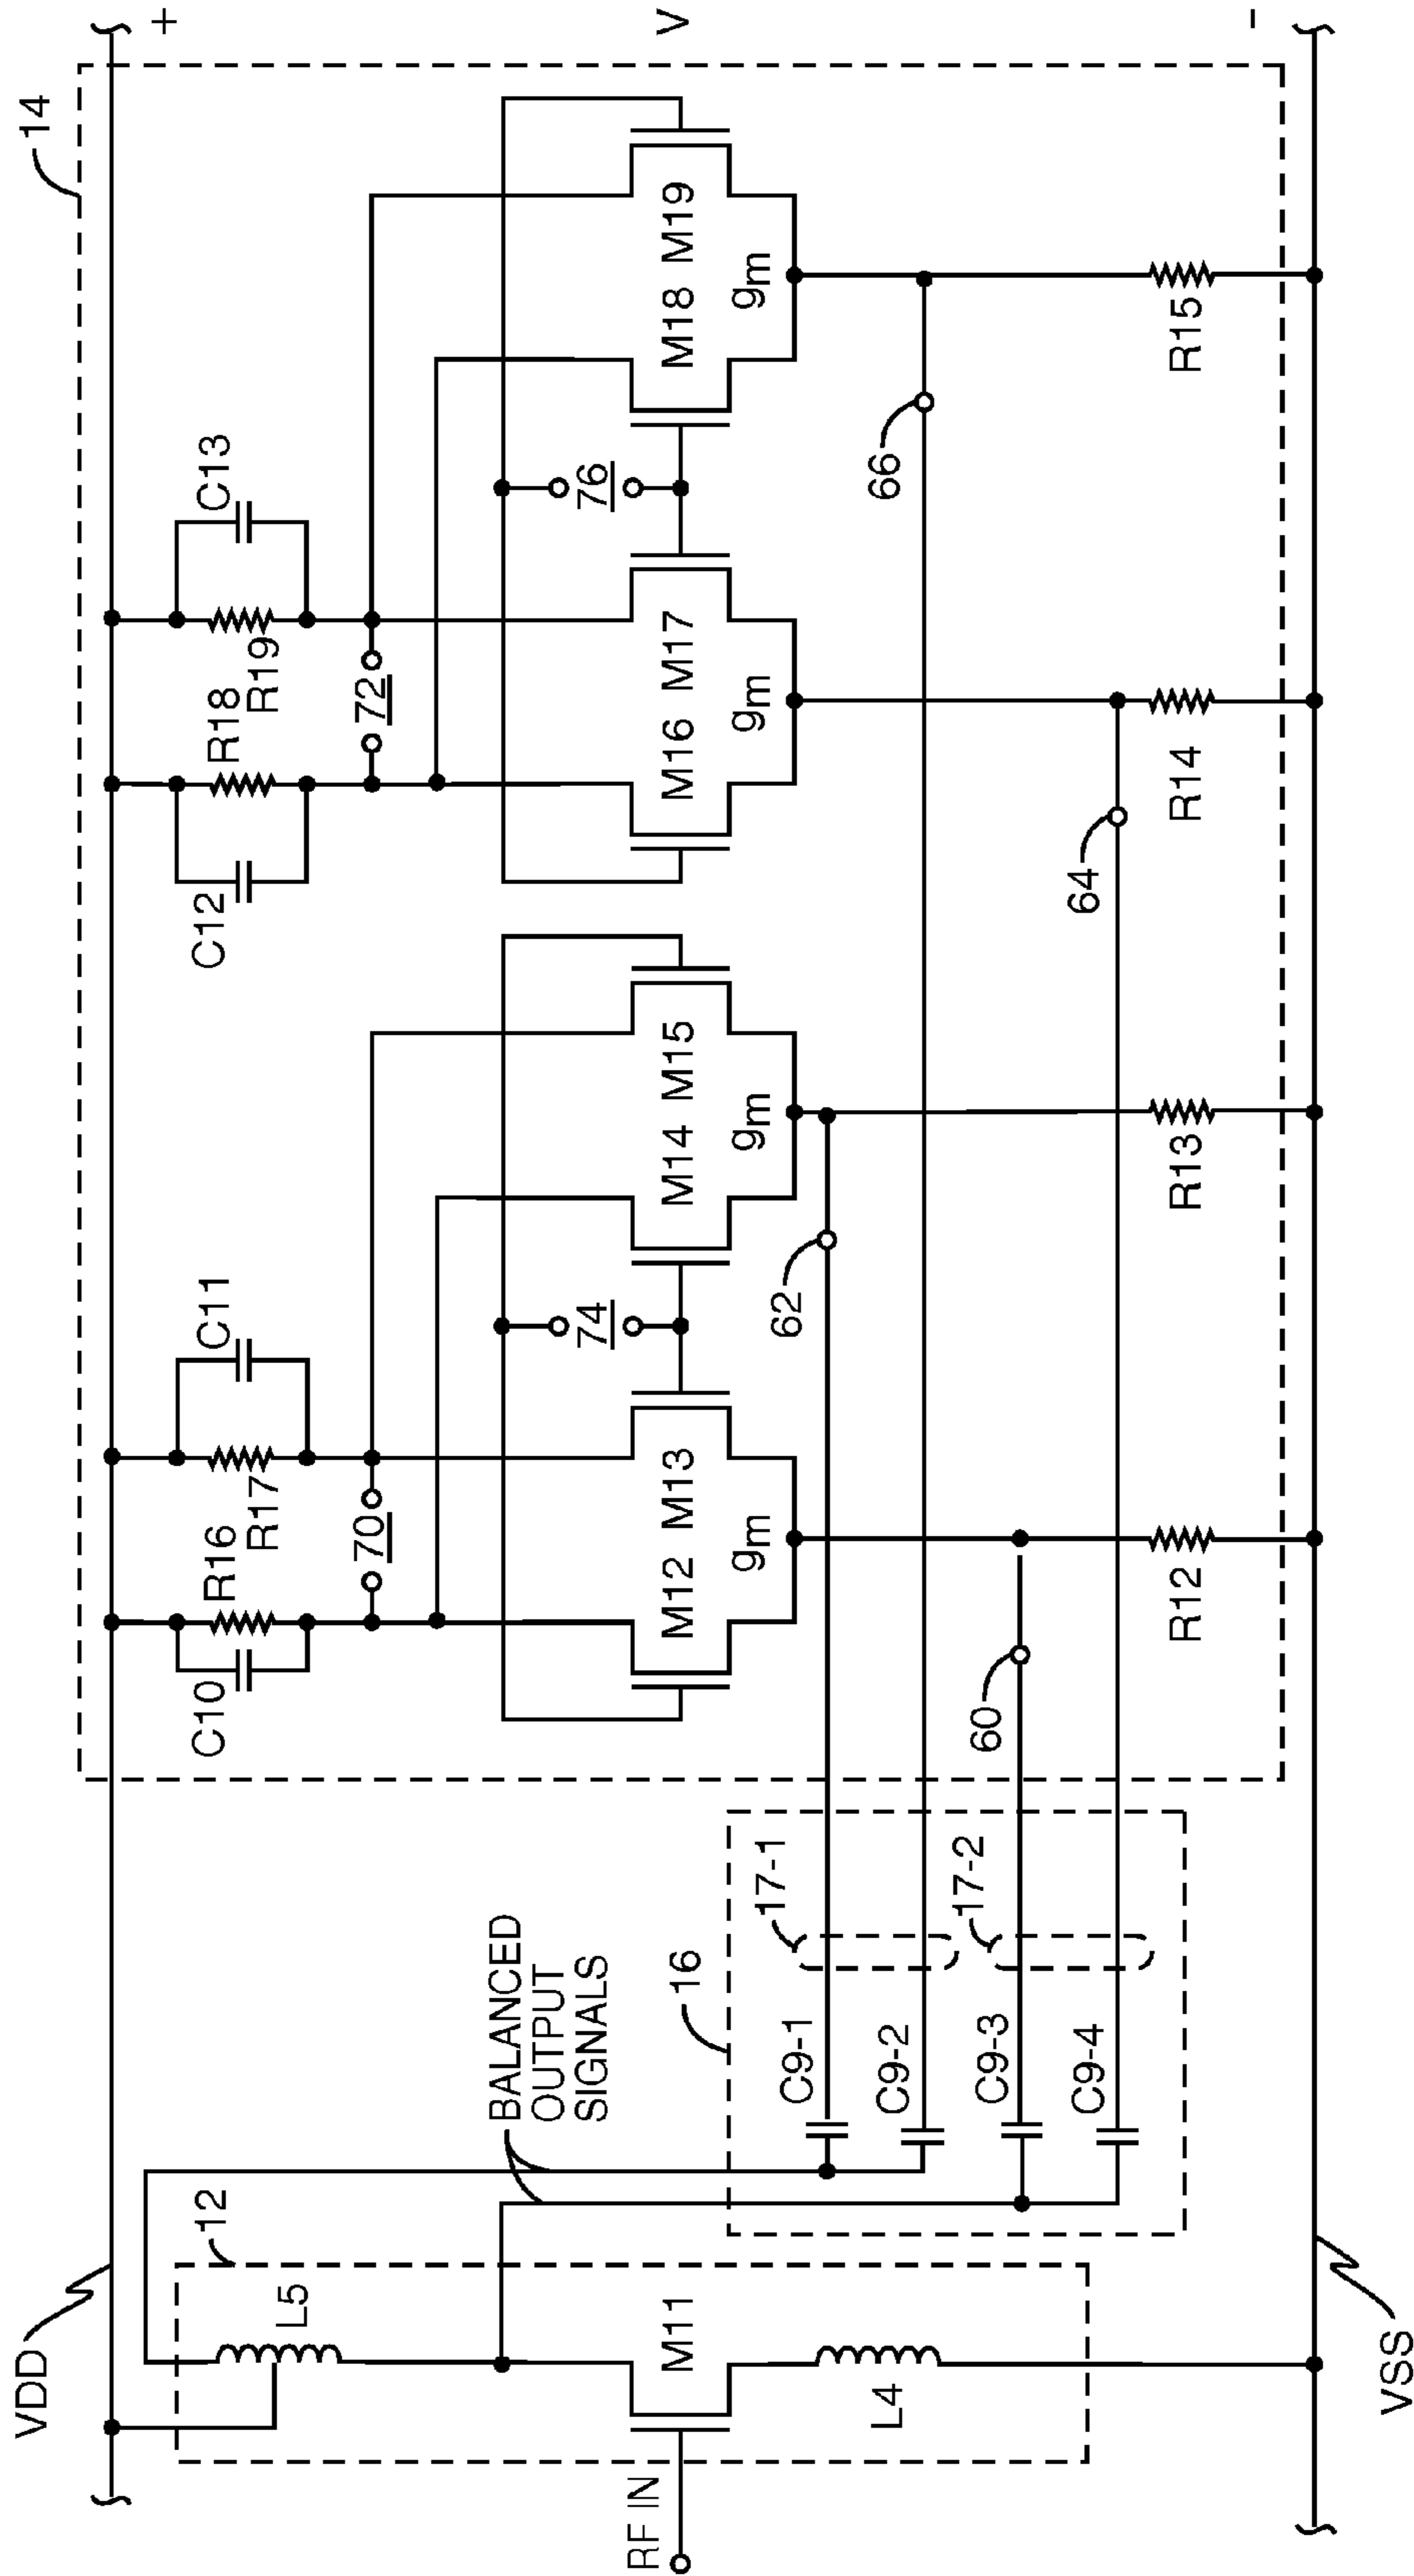 14
VDD
+
V
-
12
L5
BALANCED
OUTPUT
SIGNALS
RF IN
M11
L4
VSS
16
C9-1
17-1
C9-2
C9-3
17-2
C9-4
C10
R16
R17
C11
70
74
M12 M13
gm
M14 M15
gm
62
60
R12
R13
C12
R18
R19
C13
72
76
M16 M17
gm
M18 M19
gm
66
64
R14
R15